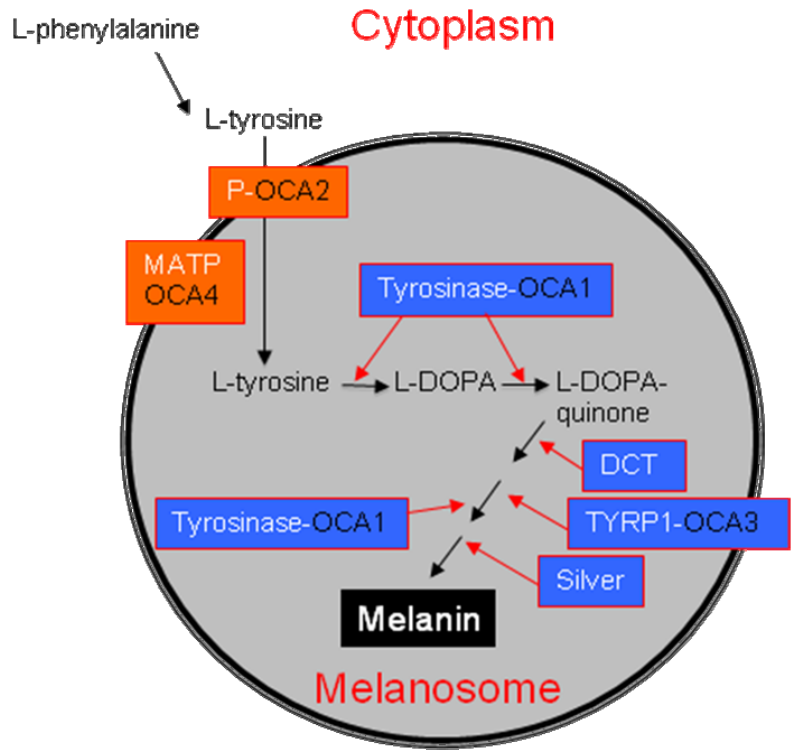 Cytoplasm
L-phenylalanine
L-tyrosine
P-OCA2
MATP
OCA4
Tyrosinase-OCA1
L-tyrosine
L-DOPA
L-DOPA-
quinone
DCT
Tyrosinase-OCA1
TYRP1-OCA3
Silver
Melanin
Melanosome